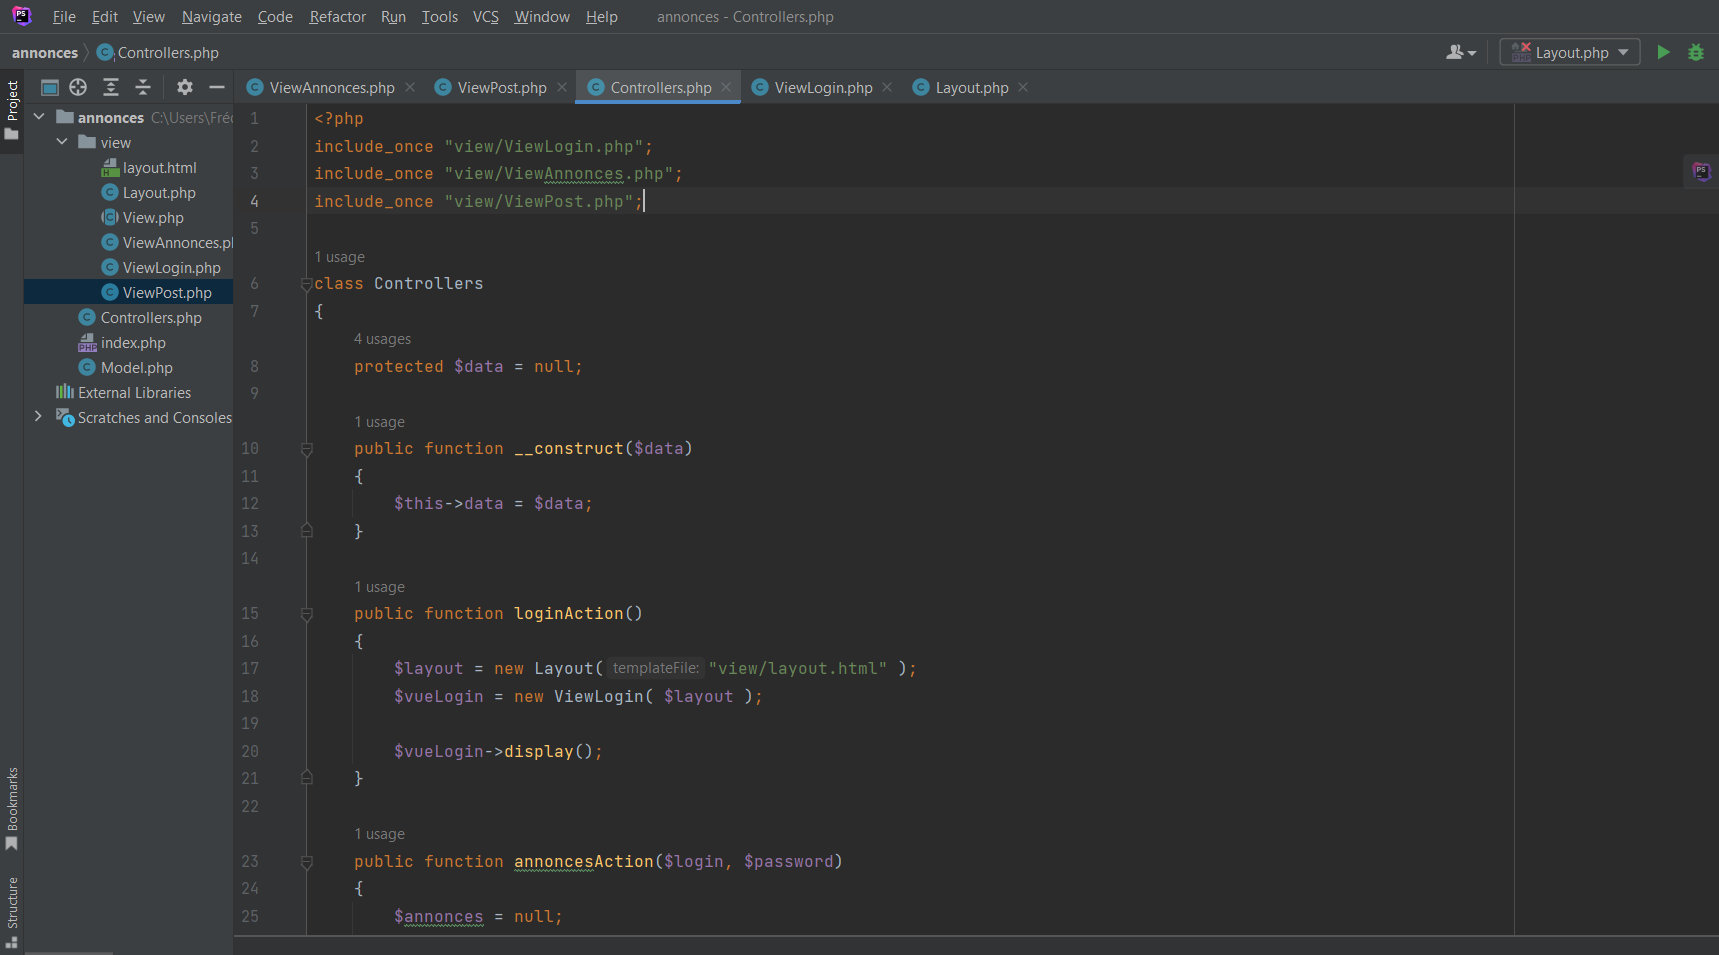 File Edit View Navigate Code Refactor Run Tools VCS Window Help annonces - Controllers.php
annonces Controllers.php Layout.php
Project
ViewAnnonces.php ViewPost.php Controllers.php ViewLogin.php Layout.php
annonces C:\Users\Fréd
view
layout.html
Layout.php
View.php
ViewAnnonces.pl
ViewLogin.php
ViewPost.php
Controllers.php
index.php
Model.php
External Libraries
Scratches and Consoles
Bookmarks
Structure
1 <?php
2 include_once "view/ViewLogin.php";
3 include_once "view/ViewAnnonces.php";
4 include_once "view/ViewPost.php";
5
1 usage
6 class Controllers
7 {
4 usages
8 protected $data = null;
9
1 usage
10 public function __construct($data)
11 {
12 $this->data = $data;
13 }
14
1 usage
15 public function loginAction()
16 {
17 $layout = new Layout( templateFile: "view/layout.html" );
18 $vueLogin = new ViewLogin( $layout );
19
20 $vueLogin->display();
21 }
22
1 usage
23 public function annoncesAction($login, $password)
24 {
25 $annonces = null;